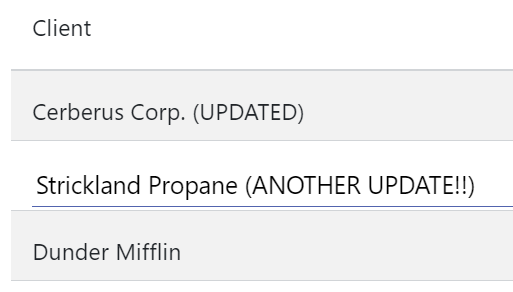 Client
Cerberus Corp. (UPDATED)
Strickland Propane (ANOTHER UPDATE!!)
Dunder Mifflin